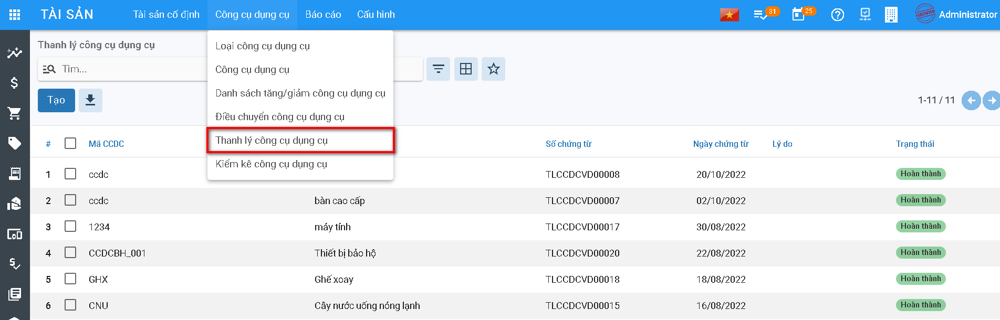 TÀI SẢN Tài sản cố định Công cụ dụng cụ Báo cáo Cấu hình 31 25 CERTIFIED Administrator
Thanh lý công cụ dụng cụ
Tìm...
Loại công cụ dụng cụ
Công cụ dụng cụ
Danh sách tăng/giảm công cụ dụng cụ
Điều chuyển công cụ dụng cụ
Thanh lý công cụ dụng cụ
Kiểm kê công cụ dụng cụ
Tạo 1-11 / 11
# Mã CCDC Số chứng từ Ngày chứng từ Lý do Trạng thái
1 ccdc TLCCDCVD00008 20/10/2022 Hoàn thành
2 ccdc bàn cao cấp TLCCDCVD00007 02/10/2022 Hoàn thành
3 1234 máy tính TLCCDCVD00017 30/08/2022 Hoàn thành
4 CCDCBH_001 Thiết bị bảo hộ TLCCDCVD00020 22/08/2022 Hoàn thành
5 GHX Ghế xoay TLCCDCVD00018 18/08/2022 Hoàn thành
6 CNU Cây nước uống nóng lạnh TLCCDCVD00015 16/08/2022 Hoàn thành